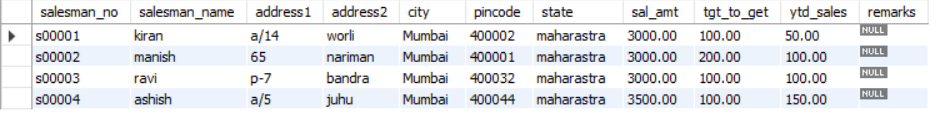 salesman_no salesman_name address1 address2 city pincode state sal_amt tgt_to_get ytd_sales remarks
s00001 kiran a/14 worli Mumbai 400002 maharastra 3000.00 100.00 50.00 NULL
s00002 manish 65 nariman Mumbai 400001 maharastra 3000.00 200.00 100.00 NULL
s00003 ravi p-7 bandra Mumbai 400032 maharastra 3000.00 100.00 100.00 NULL
s00004 ashish a/5 juhu Mumbai 400044 maharastra 3500.00 100.00 150.00 NULL